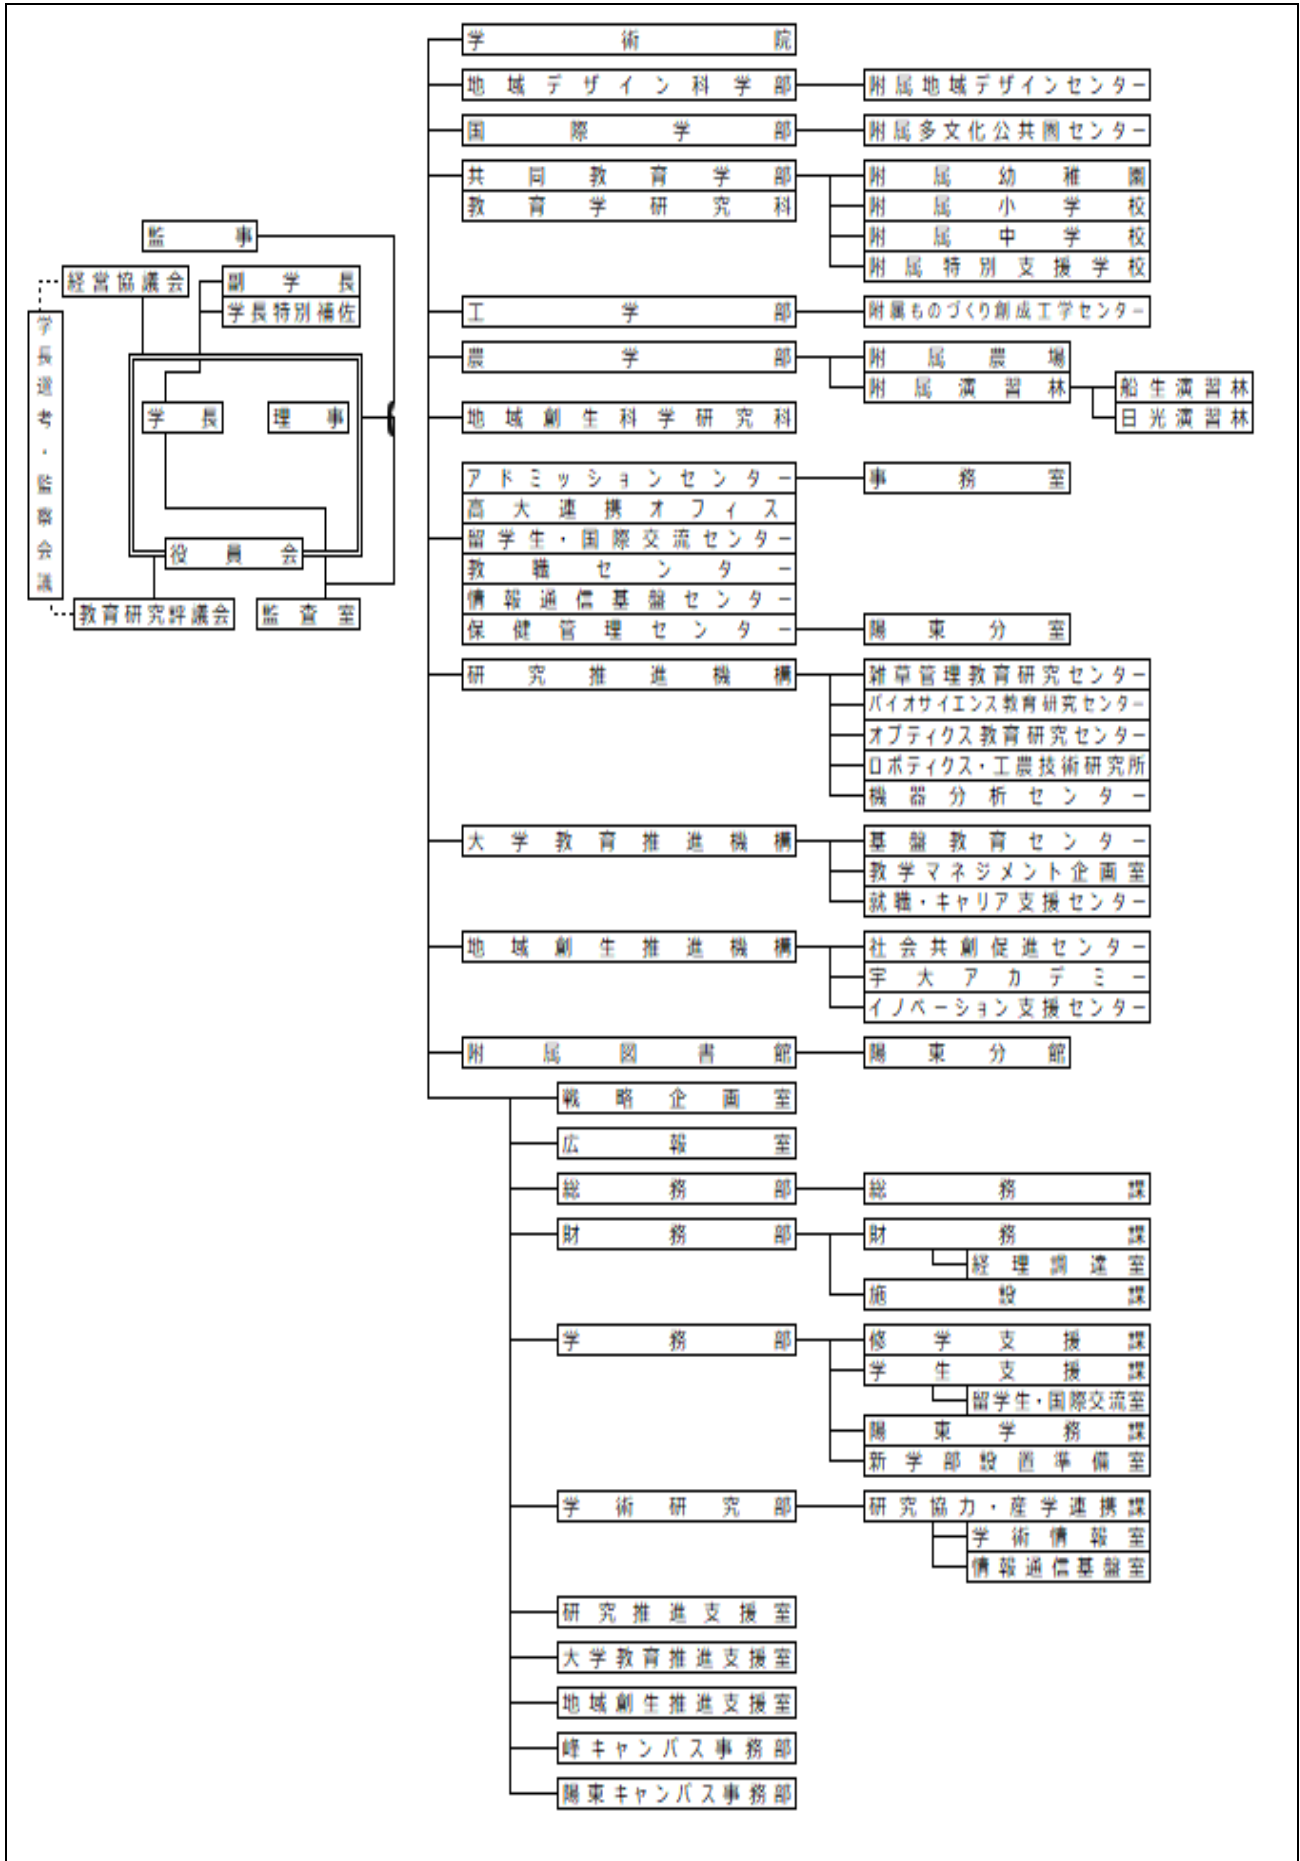 監事
経営協議会
副学長
学長特別補佐
学長選考・監察会議
学長
理事
役員会
教育研究評議会
監査室
学術院
地域デザイン科学部
附属地域デザインセンター
国際学部
附属多文化公共圏センター
共同教育学部
教育学研究科
附属幼稚園
附属小学校
附属中学校
附属特別支援学校
工学部
附属ものづくり創成工学センター
農学部
附属農場
附属演習林
船生演習林
日光演習林
地域創生科学研究科
アドミッションセンター
事務室
高大連携オフィス
留学生・国際交流センター
教職センター
情報通信基盤センター
保健管理センター
陽東分室
研究推進機構
雑草管理教育研究センター
バイオサイエンス教育研究センター
オプティクス教育研究センター
ロボティクス・工農技術研究所
機器分析センター
大学教育推進機構
基盤教育センター
教学マネジメント企画室
就職・キャリア支援センター
地域創生推進機構
社会共創促進センター
宇大アカデミー
イノベーション支援センター
附属図書館
陽東分館
戦略企画室
広報室
総務部
総務課
財務部
財務課
経理調達室
施設課
学務部
修学支援課
学生支援課
留学生・国際交流室
陽東学務課
新学部設置準備室
学術研究部
研究協力・産学連携課
学術情報室
情報通信基盤室
研究推進支援室
大学教育推進支援室
地域創生推進支援室
峰キャンパス事務部
陽東キャンパス事務部